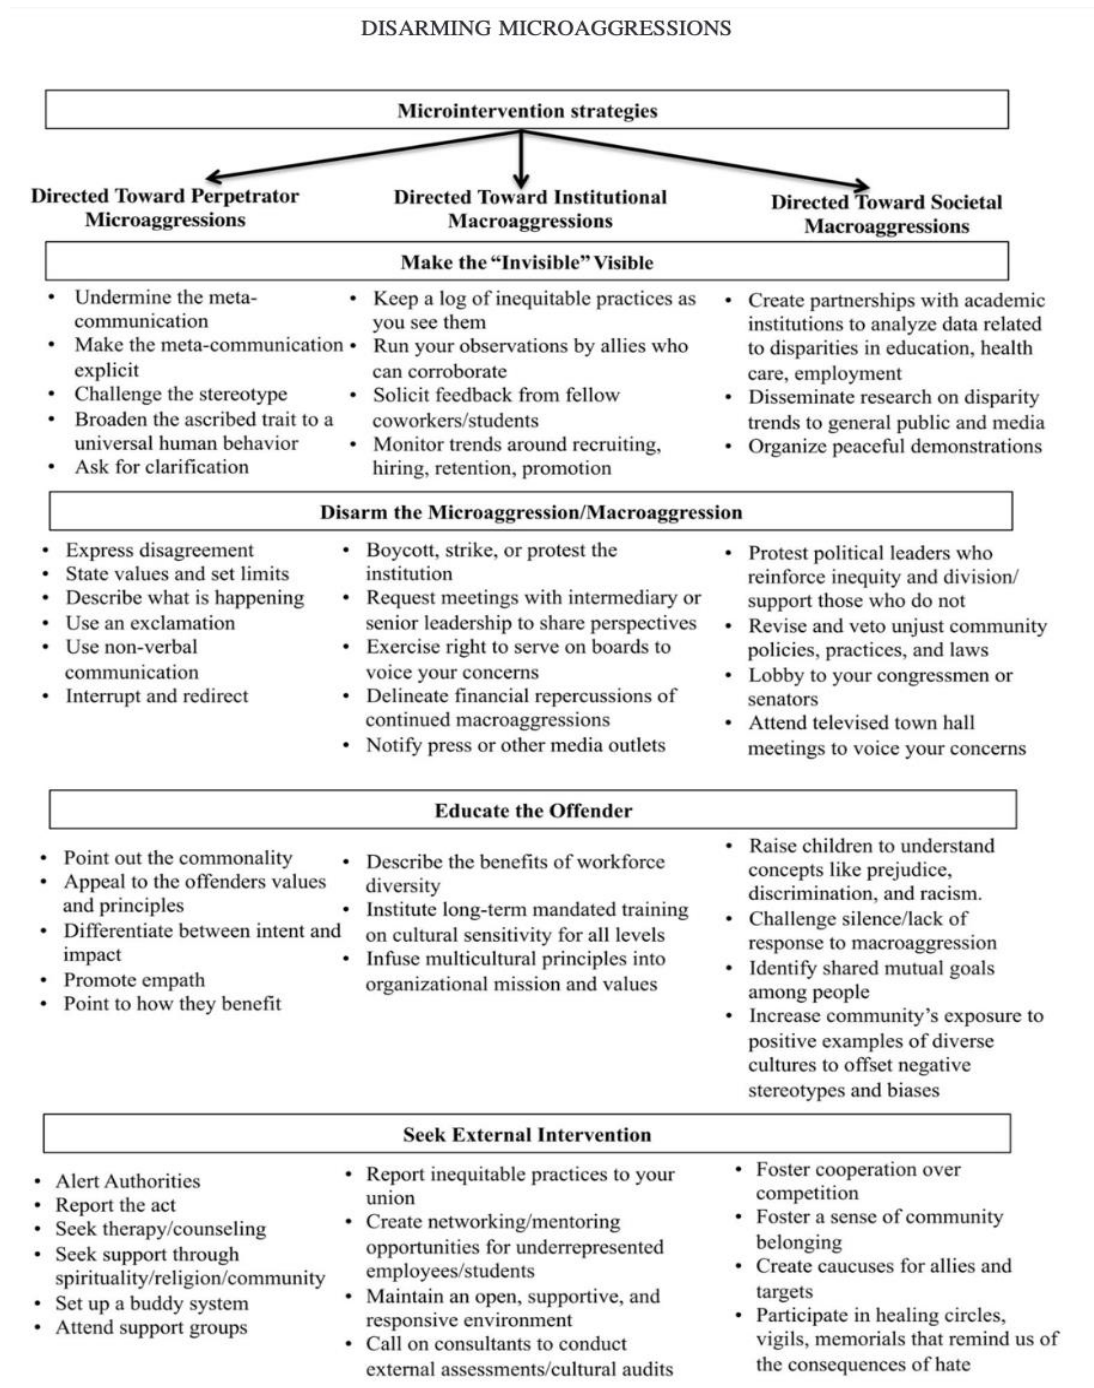 DISARMING MICROAGGRESSIONS
Microintervention strategies
Directed Toward Perpetrator
Microaggressions
Directed Toward Institutional
Macroaggressions
Directed Toward Societal
Macroaggressions
Make the “Invisible” Visible
• Undermine the meta-
communication
• Make the meta-communication
explicit
• Challenge the stereotype
• Broaden the ascribed trait to a
universal human behavior
• Ask for clarification
• Keep a log of inequitable practices as
you see them
• Run your observations by allies who
can corroborate
• Solicit feedback from fellow
coworkers/students
• Monitor trends around recruiting,
hiring, retention, promotion
• Create partnerships with academic
institutions to analyze data related
to disparities in education, health
care, employment
• Disseminate research on disparity
trends to general public and media
• Organize peaceful demonstrations
Disarm the Microaggression/Macroaggression
• Express disagreement
• State values and set limits
• Describe what is happening
• Use an exclamation
• Use non-verbal
communication
• Interrupt and redirect
• Boycott, strike, or protest the
institution
• Request meetings with intermediary or
senior leadership to share perspectives
• Exercise right to serve on boards to
voice your concerns
• Delineate financial repercussions of
continued macroaggressions
• Notify press or other media outlets
• Protest political leaders who
reinforce inequity and division/
support those who do not
• Revise and veto unjust community
policies, practices, and laws
• Lobby to your congressmen or
senators
• Attend televised town hall
meetings to voice your concerns
Educate the Offender
• Point out the commonality
• Appeal to the offenders values
and principles
• Differentiate between intent and
impact
• Promote empath
• Point to how they benefit
• Describe the benefits of workforce
diversity
• Institute long-term mandated training
on cultural sensitivity for all levels
• Infuse multicultural principles into
organizational mission and values
• Raise children to understand
concepts like prejudice,
discrimination, and racism.
• Challenge silence/lack of
response to macroaggression
• Identify shared mutual goals
among people
• Increase community’s exposure to
positive examples of diverse
cultures to offset negative
stereotypes and biases
Seek External Intervention
• Alert Authorities
• Report the act
• Seek therapy/counseling
• Seek support through
spirituality/religion/community
• Set up a buddy system
• Attend support groups
• Report inequitable practices to your
union
• Create networking/mentoring
opportunities for underrepresented
employees/students
• Maintain an open, supportive, and
responsive environment
• Call on consultants to conduct
external assessments/cultural audits
• Foster cooperation over
competition
• Foster a sense of community
belonging
• Create caucuses for allies and
targets
• Participate in healing circles,
vigils, memorials that remind us of
the consequences of hate